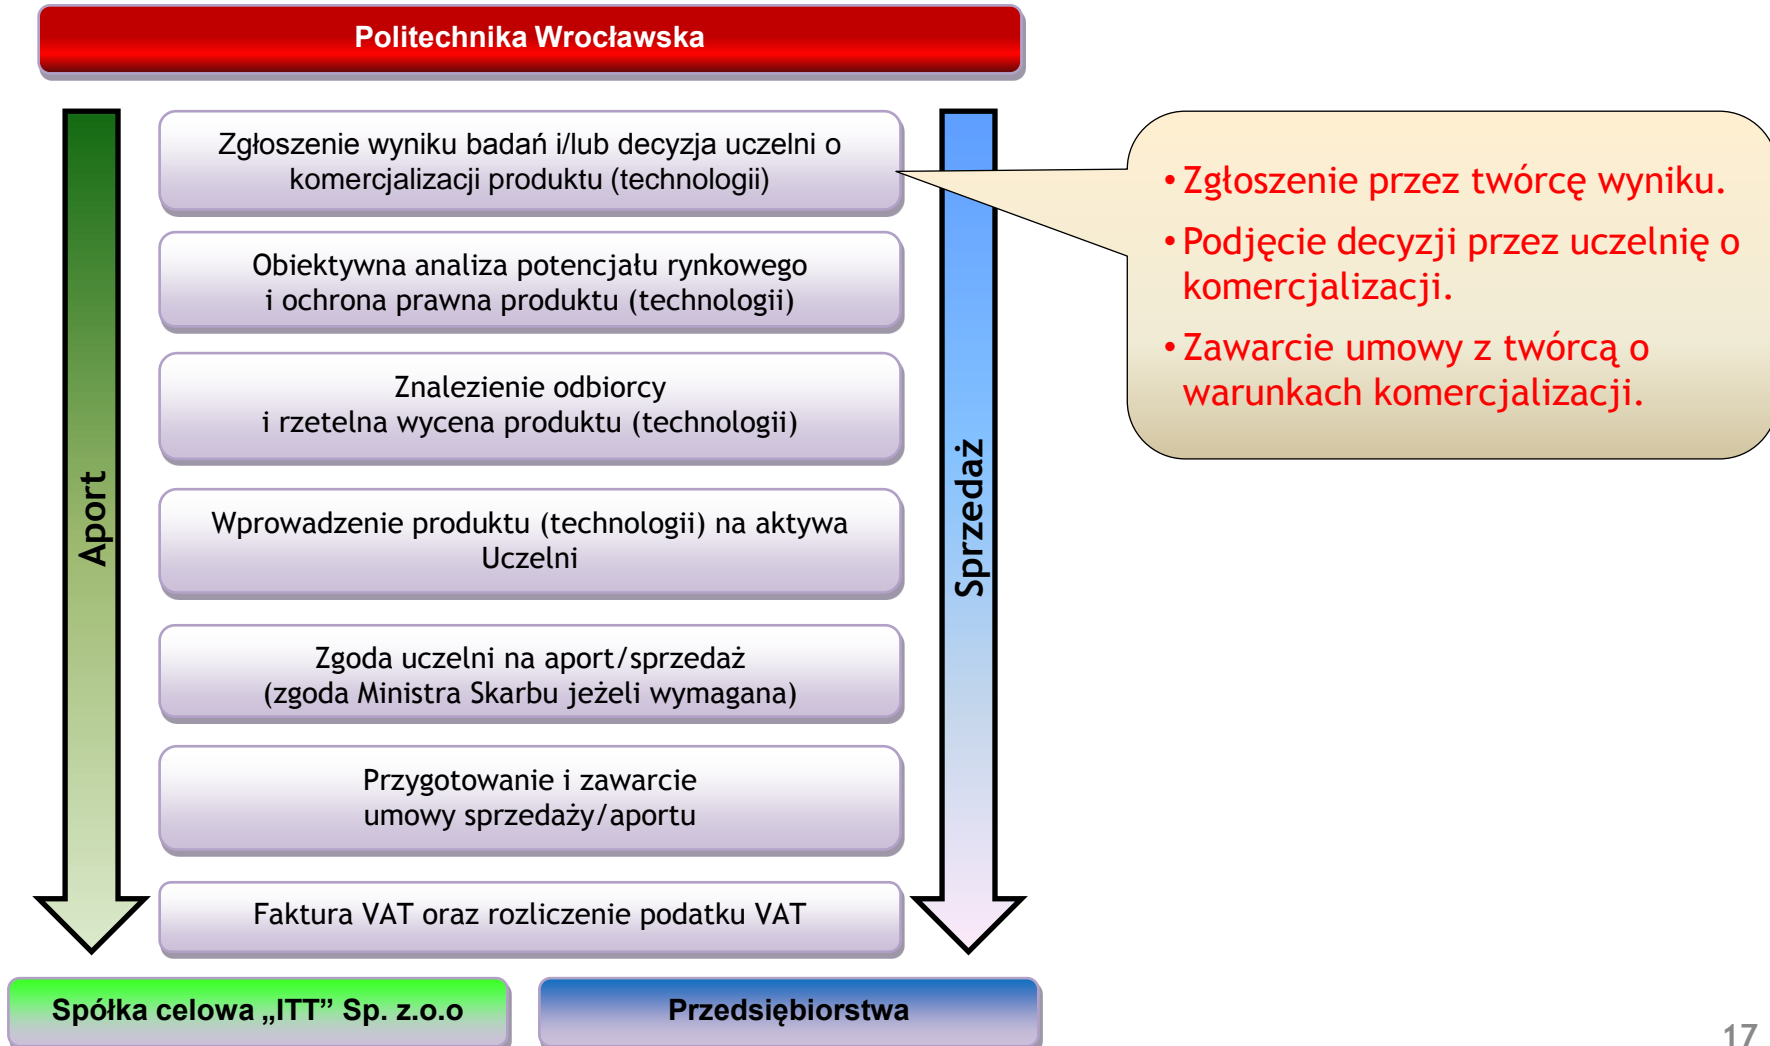 Politechnika Wrocławska
Zgłoszenie wyniku badań i/lub decyzja uczelni o
komercjalizacji produktu (technologii)
Obiektywna analiza potencjału rynkowego
i ochrona prawna produktu (technologii)
Znalezienie odbiorcy
i rzetelna wycena produktu (technologii)
Wprowadzenie produktu (technologii) na aktywa
Uczelni
Zgoda uczelni na aport/sprzedaż
(zgoda Ministra Skarbu jeżeli wymagana)
Przygotowanie i zawarcie
umowy sprzedaży/aportu
Faktura VAT oraz rozliczenie podatku VAT
Aport
Sprzedaż
• Zgłoszenie przez twórcę wyniku.
• Podjęcie decyzji przez uczelnię o
komercjalizacji.
• Zawarcie umowy z twórcą o
warunkach komercjalizacji.
Spółka celowa „ITT” Sp. z.o.o
Przedsiębiorstwa
17